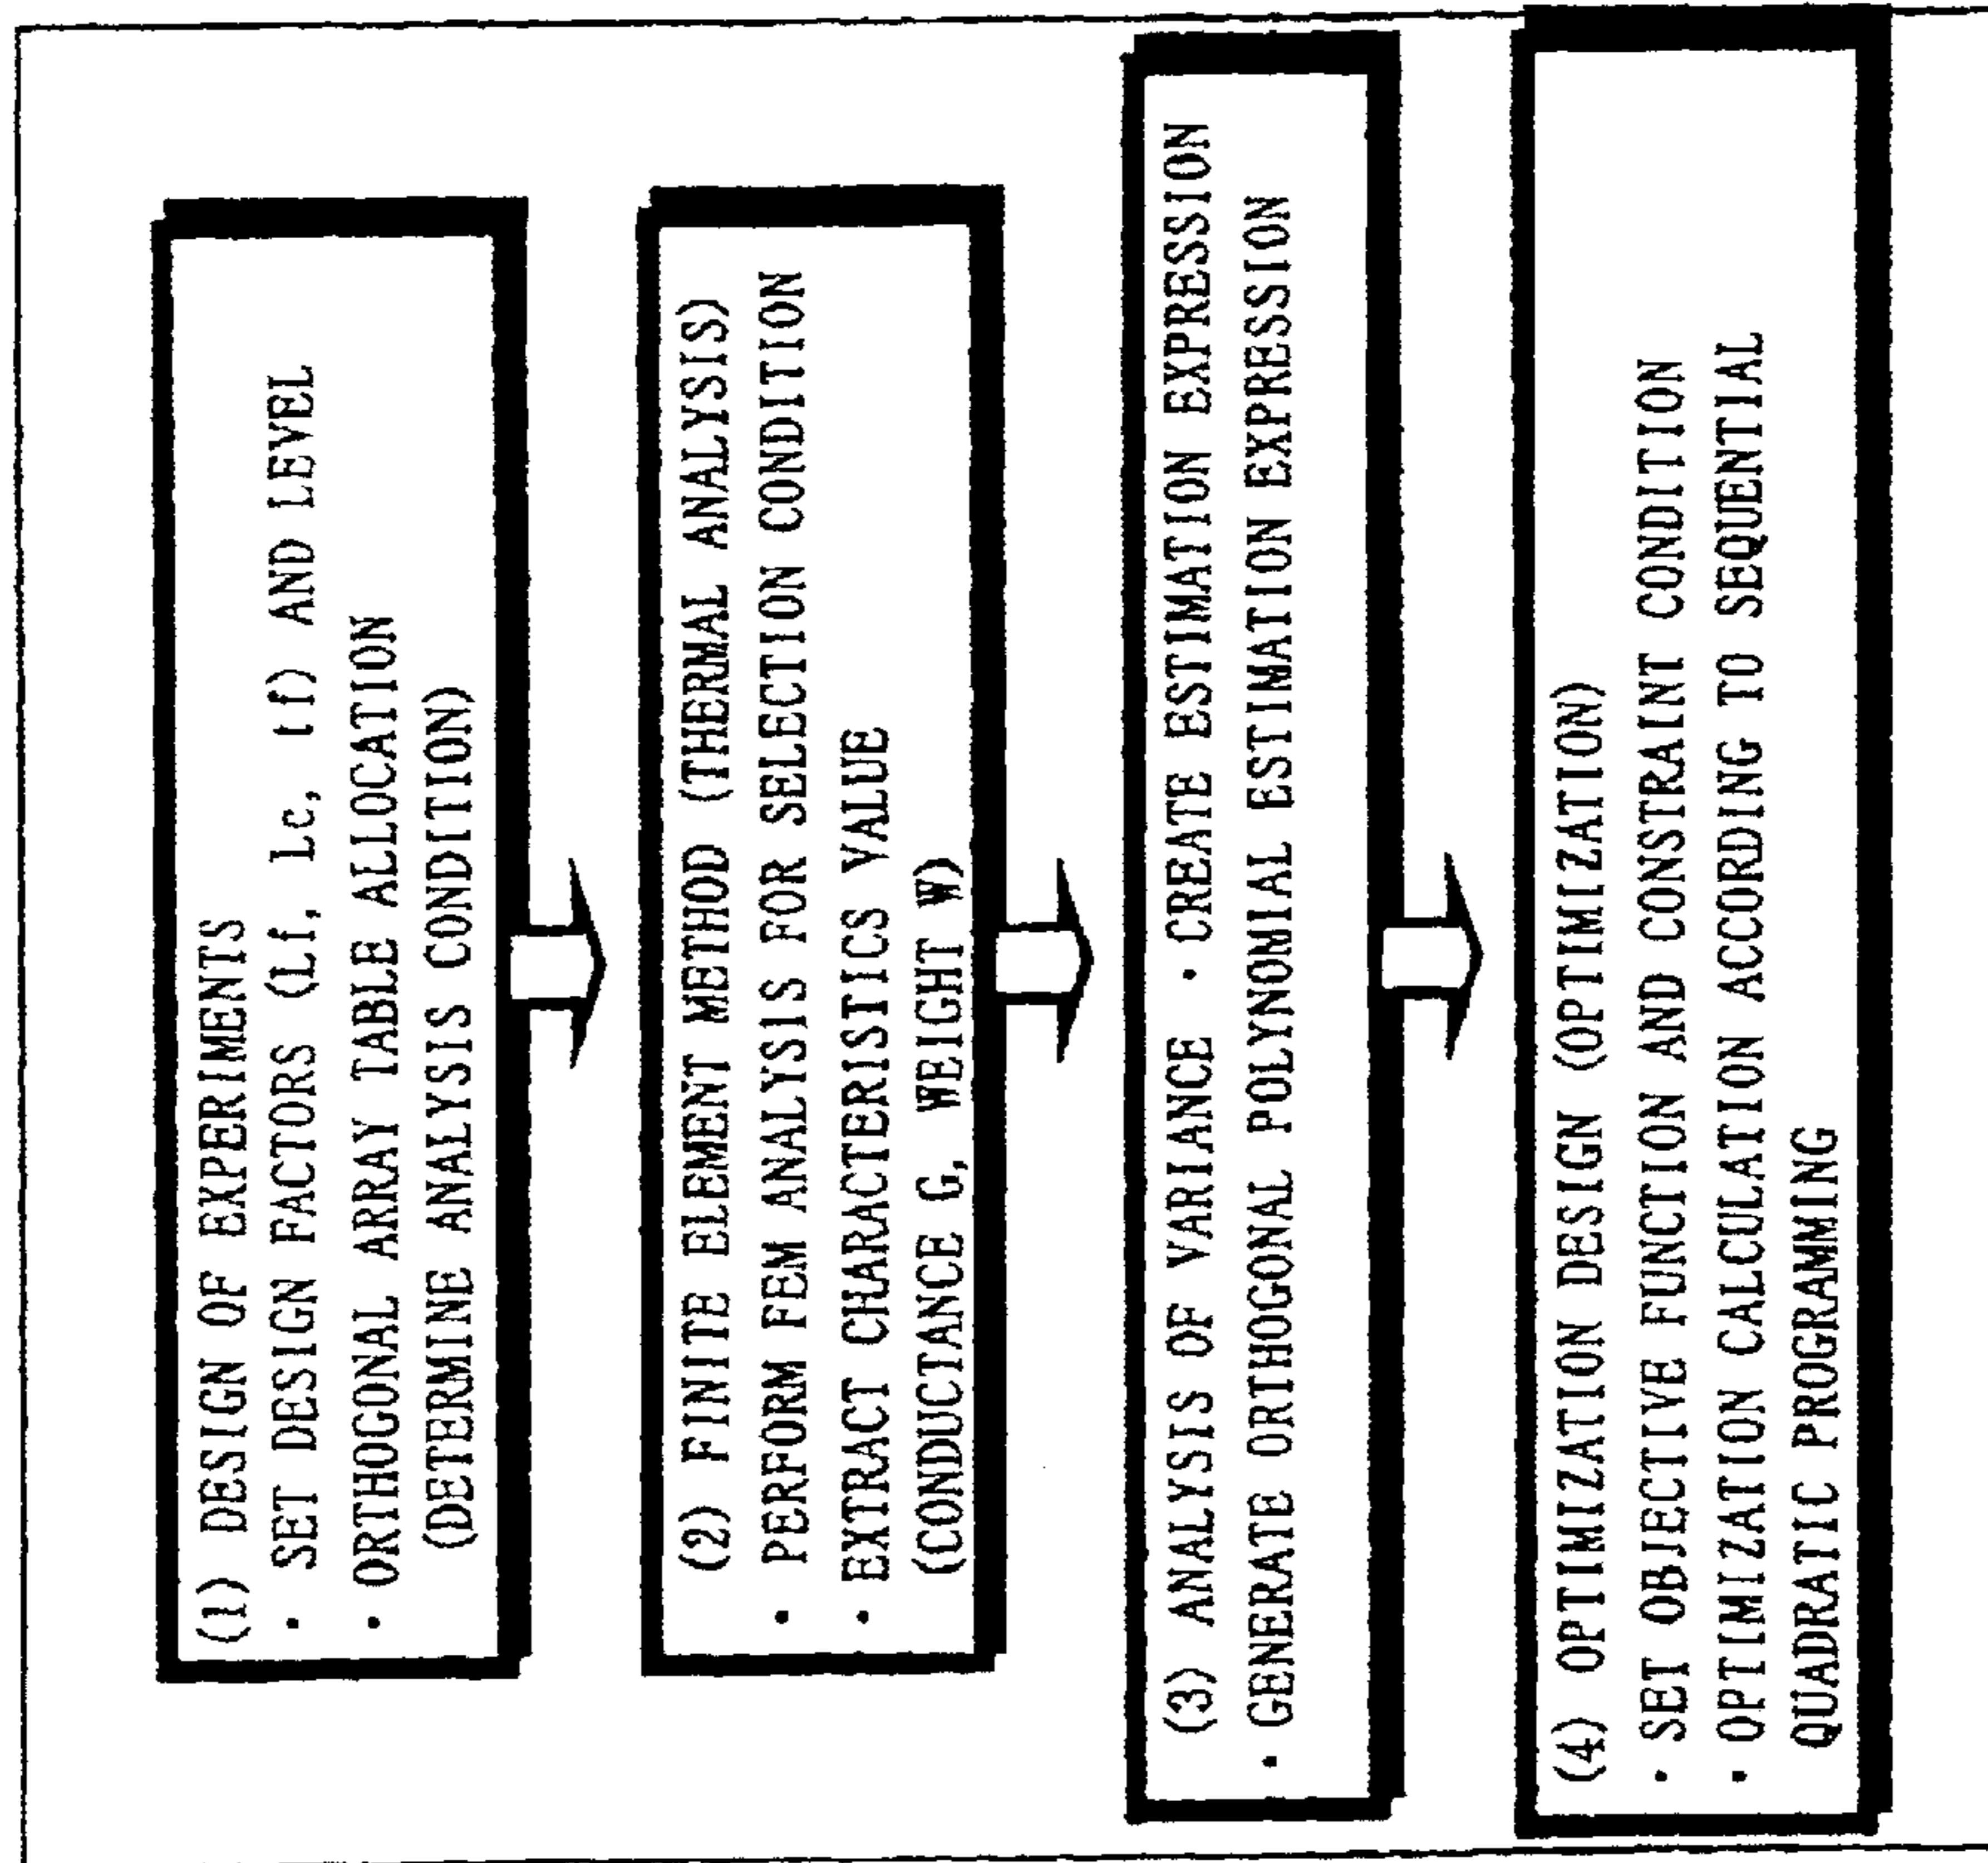 (1) DESIGN OF EXPERIMENTS
・ SET DESIGN FACTORS (Lf, Lc, tf) AND LEVEL
・ ORTHOGONAL ARRAY TABLE ALLOCATION
(DETERMINE ANALYSIS CONDITION)
(2) FINITE ELEMENT METHOD (THERMAL ANALYSIS)
・ PERFORM FEM ANALYSIS FOR SELECTION CONDITION
・ EXTRACT CHARACTERISTICS VALUE
(CONDUCTANCE G, WEIGHT W)
(3) ANALYSIS OF VARIANCE ・ CREATE ESTIMATION EXPRESSION
・ GENERATE ORTHOGONAL POLYNOMIAL ESTIMATION EXPRESSION
(4) OPTIMIZATION DESIGN (OPTIMIZATION)
・ SET OBJECTIVE FUNCTION AND CONSTRAINT CONDITION
・ OPTIMIZATION CALCULATION ACCORDING TO SEQUENTIAL
QUADRATIC PROGRAMMING